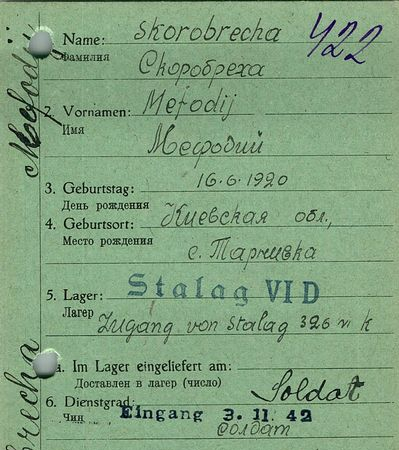 Name: Skorobrecha 422
Фамилия Скоробреха
2. Vornamen: Mefodij
Имя Мефодий
3. Geburtstag: 16.6.1920
День рождения
4. Geburtsort: Киевская обл.,
Место рождения с.
5. Lager: Stalag VI D
Лагерь Zugang von Stalag 326 VI K
a. Im Lager eingeliefert am:
Доставлен в лагерь (число)
6. Dienstgrad: Soldat
Чин Eingang 3. 11. 42
солдат
Mefodij
brecha